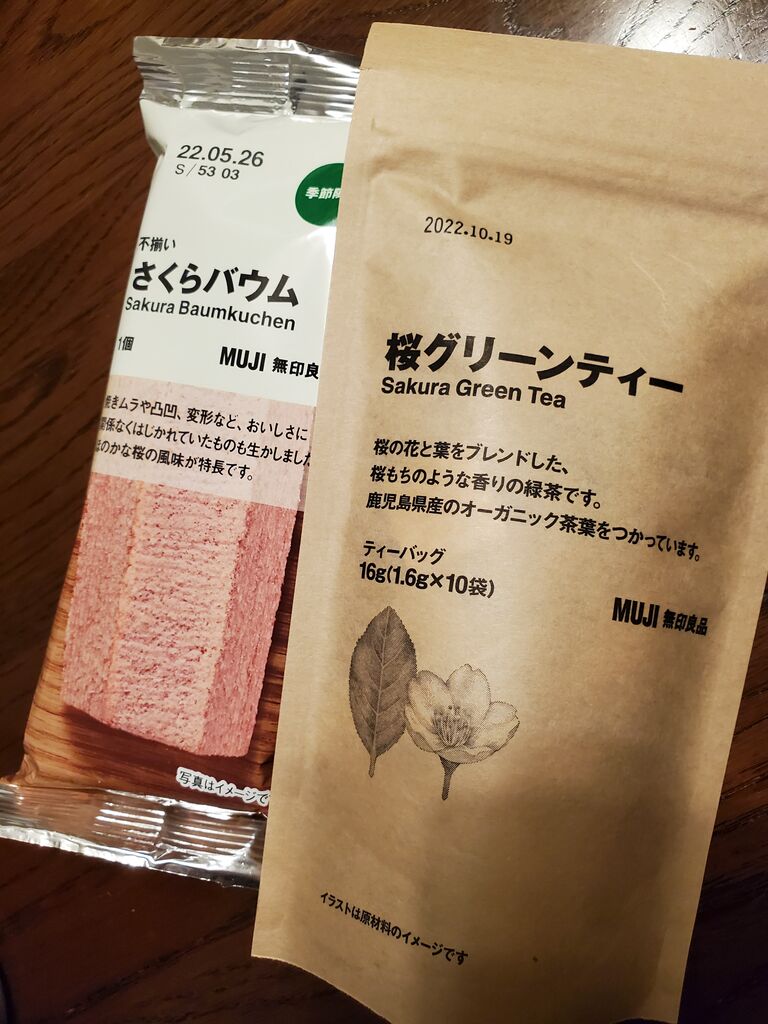 22.05.26
S/53 03
季節
不揃い
さくらバウム
Sakura Baumkuchen
1個
MUJI 無印良
焼きムラや凸凹、変形など、おいしさに
関係なくはじかれていたものも生かしました
ほのかな桜の風味が特長です。
写真はイメージで
2022.10.19
桜グリーンティー
Sakura Green Tea
桜の花と葉をブレンドした、
桜もちのような香りの緑茶です。
鹿児島県産のオーガニック茶葉をつかっています。
ティーバッグ
16g(1.6g×10袋)
MUJI 無印良品
イラストは原材料のイメージです